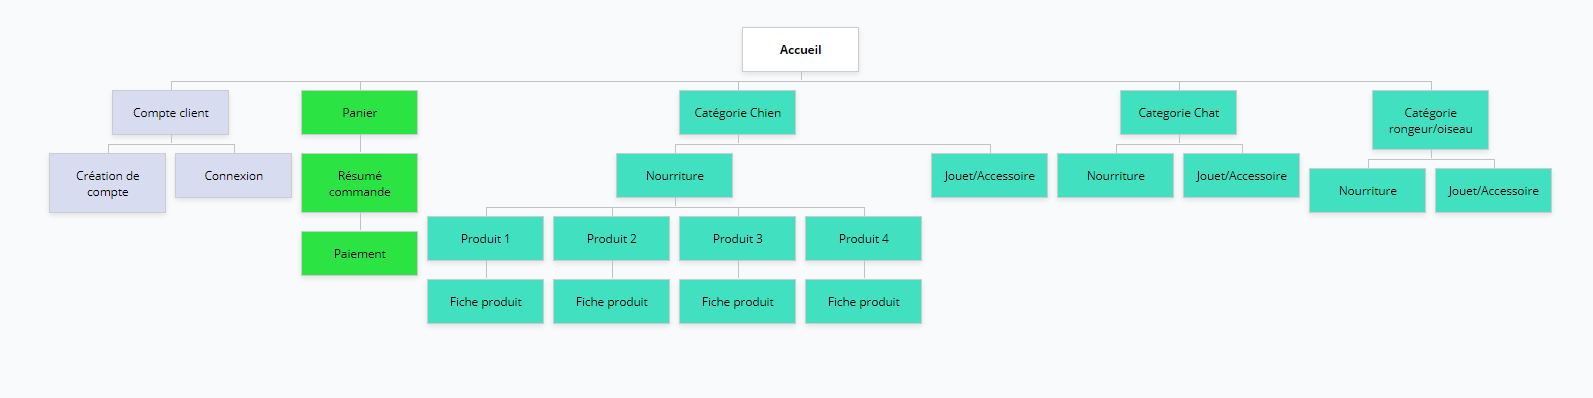 Accueil
Compte client
Panier
Catégorie Chien
Categorie Chat
Catégorie
rongeur/oiseau
Création de
compte
Connexion
Résumé
commande
Nourriture
Jouet/Accessoire
Nourriture
Jouet/Accessoire
Nourriture
Jouet/Accessoire
Paiement
Produit 1
Produit 2
Produit 3
Produit 4
Fiche produit
Fiche produit
Fiche produit
Fiche produit